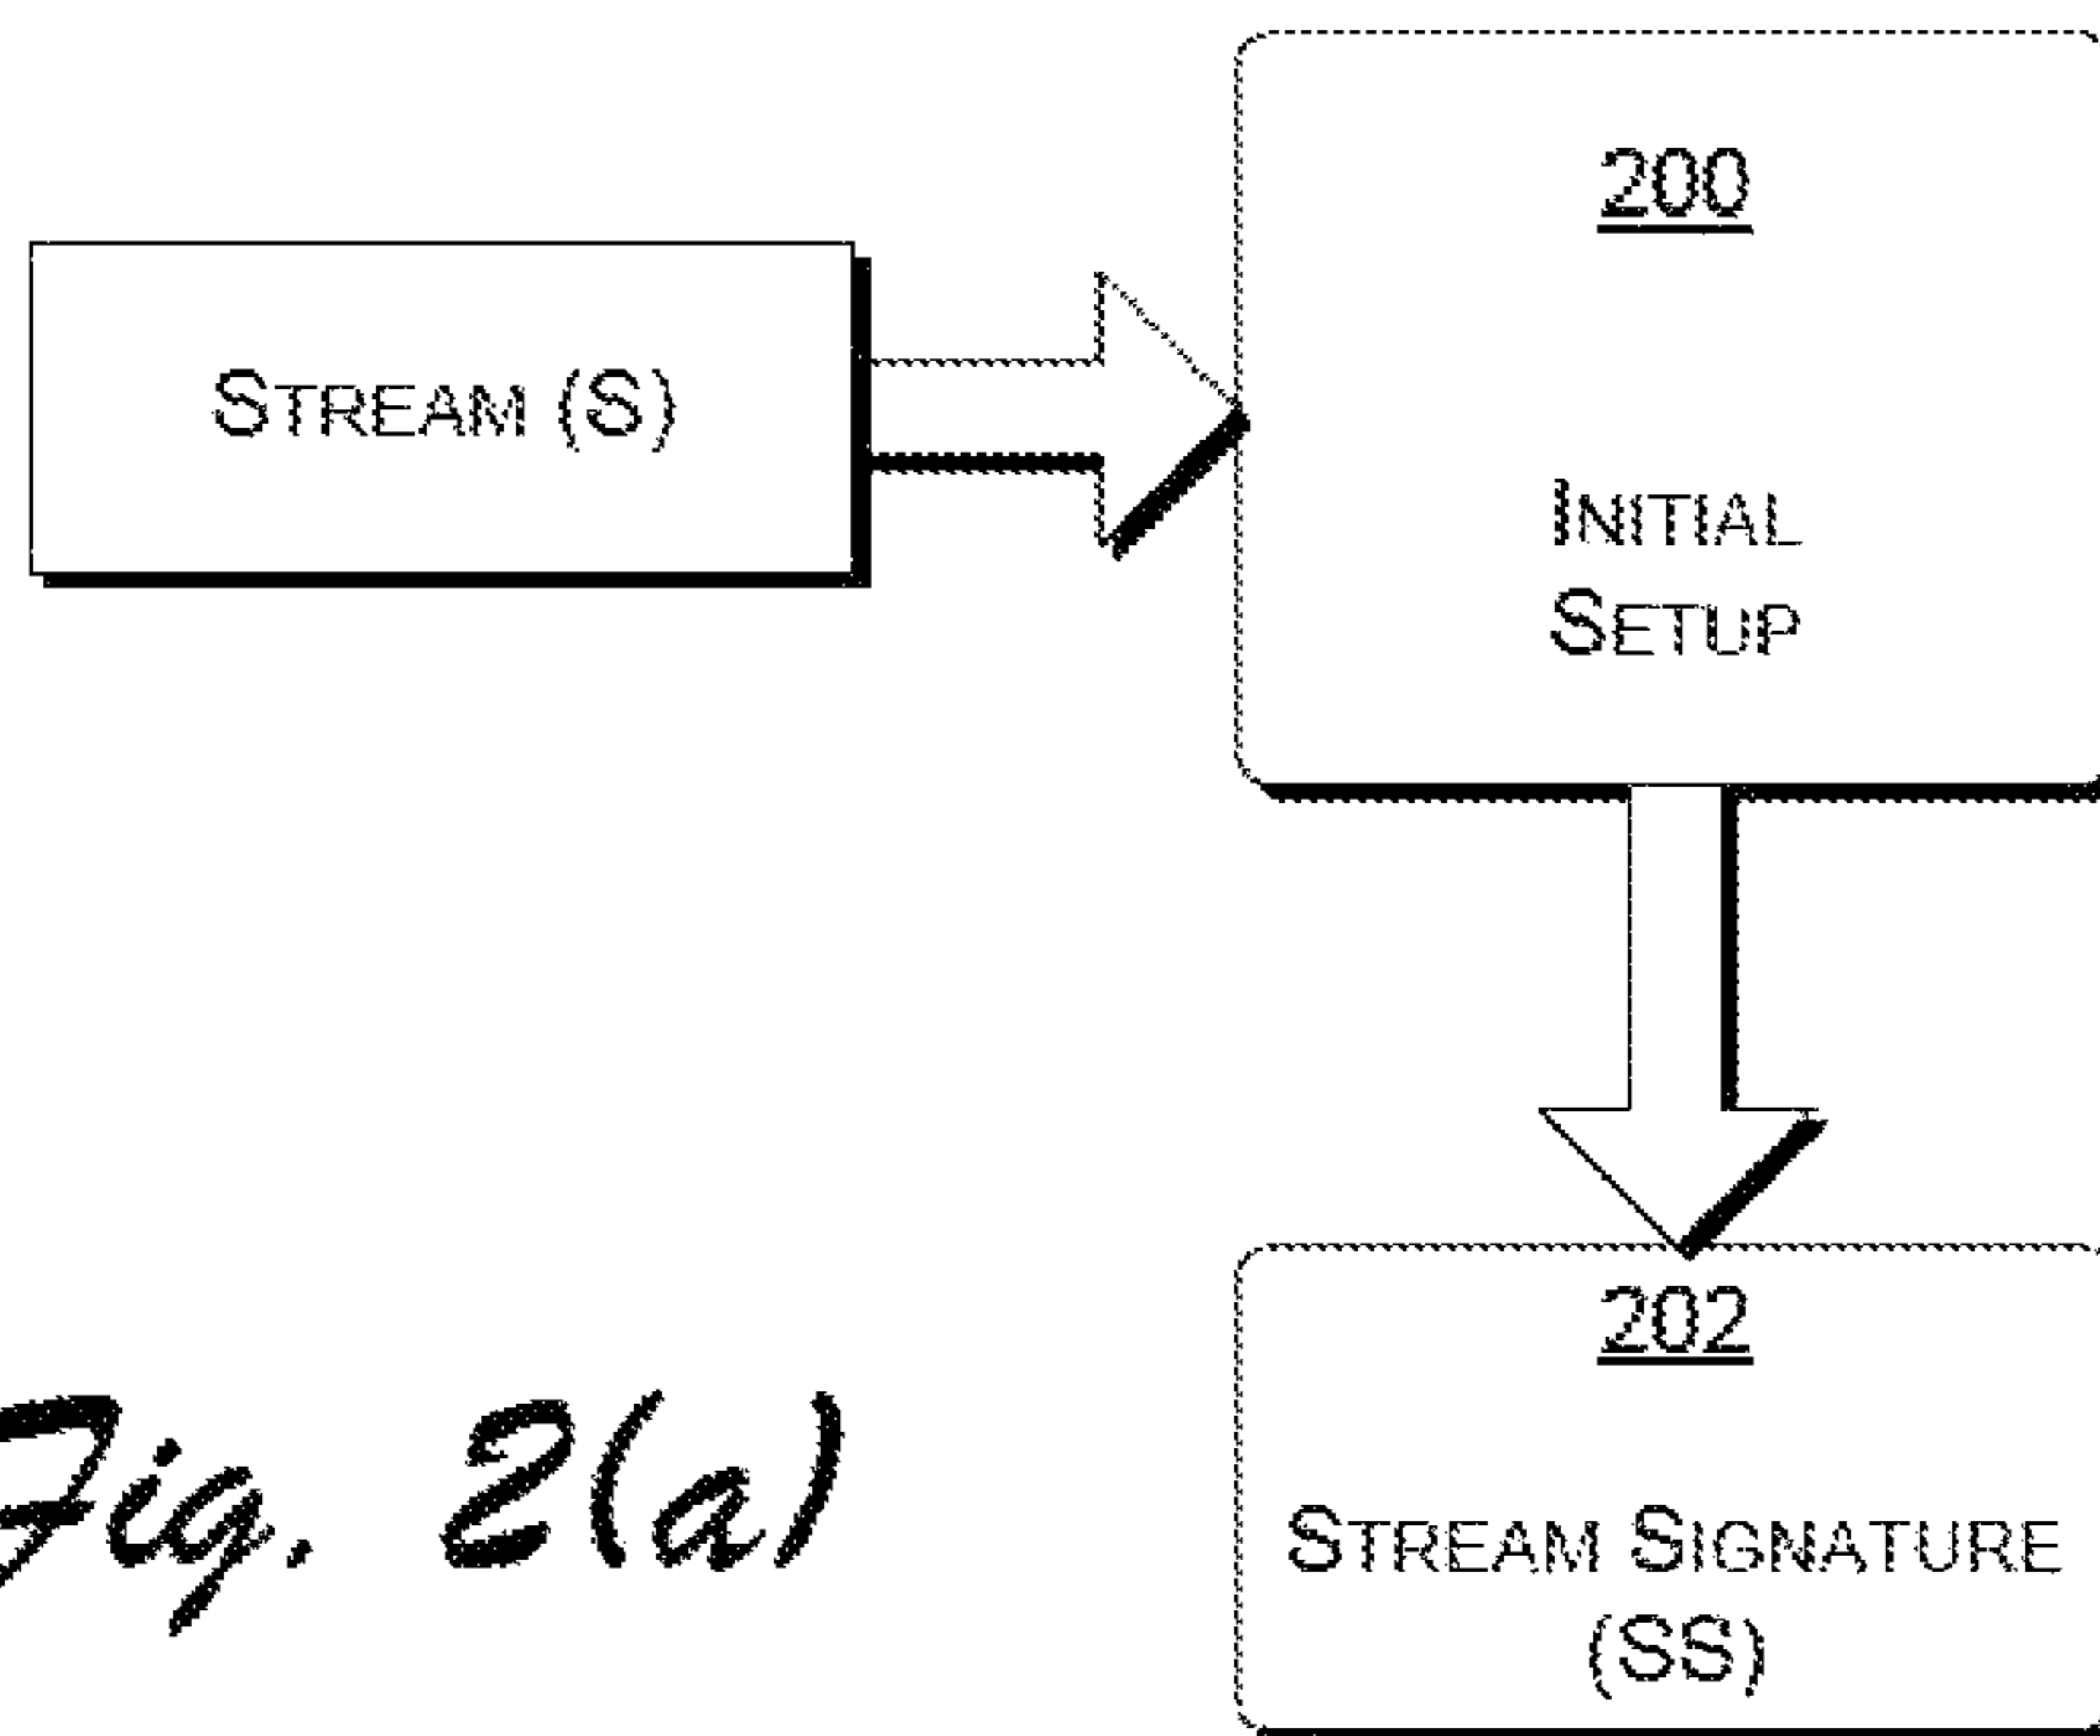 200
STREAM (S)
INITIAL
SETUP
202
Fig. 2(a)
STREAM SIGNATURE
(SS)